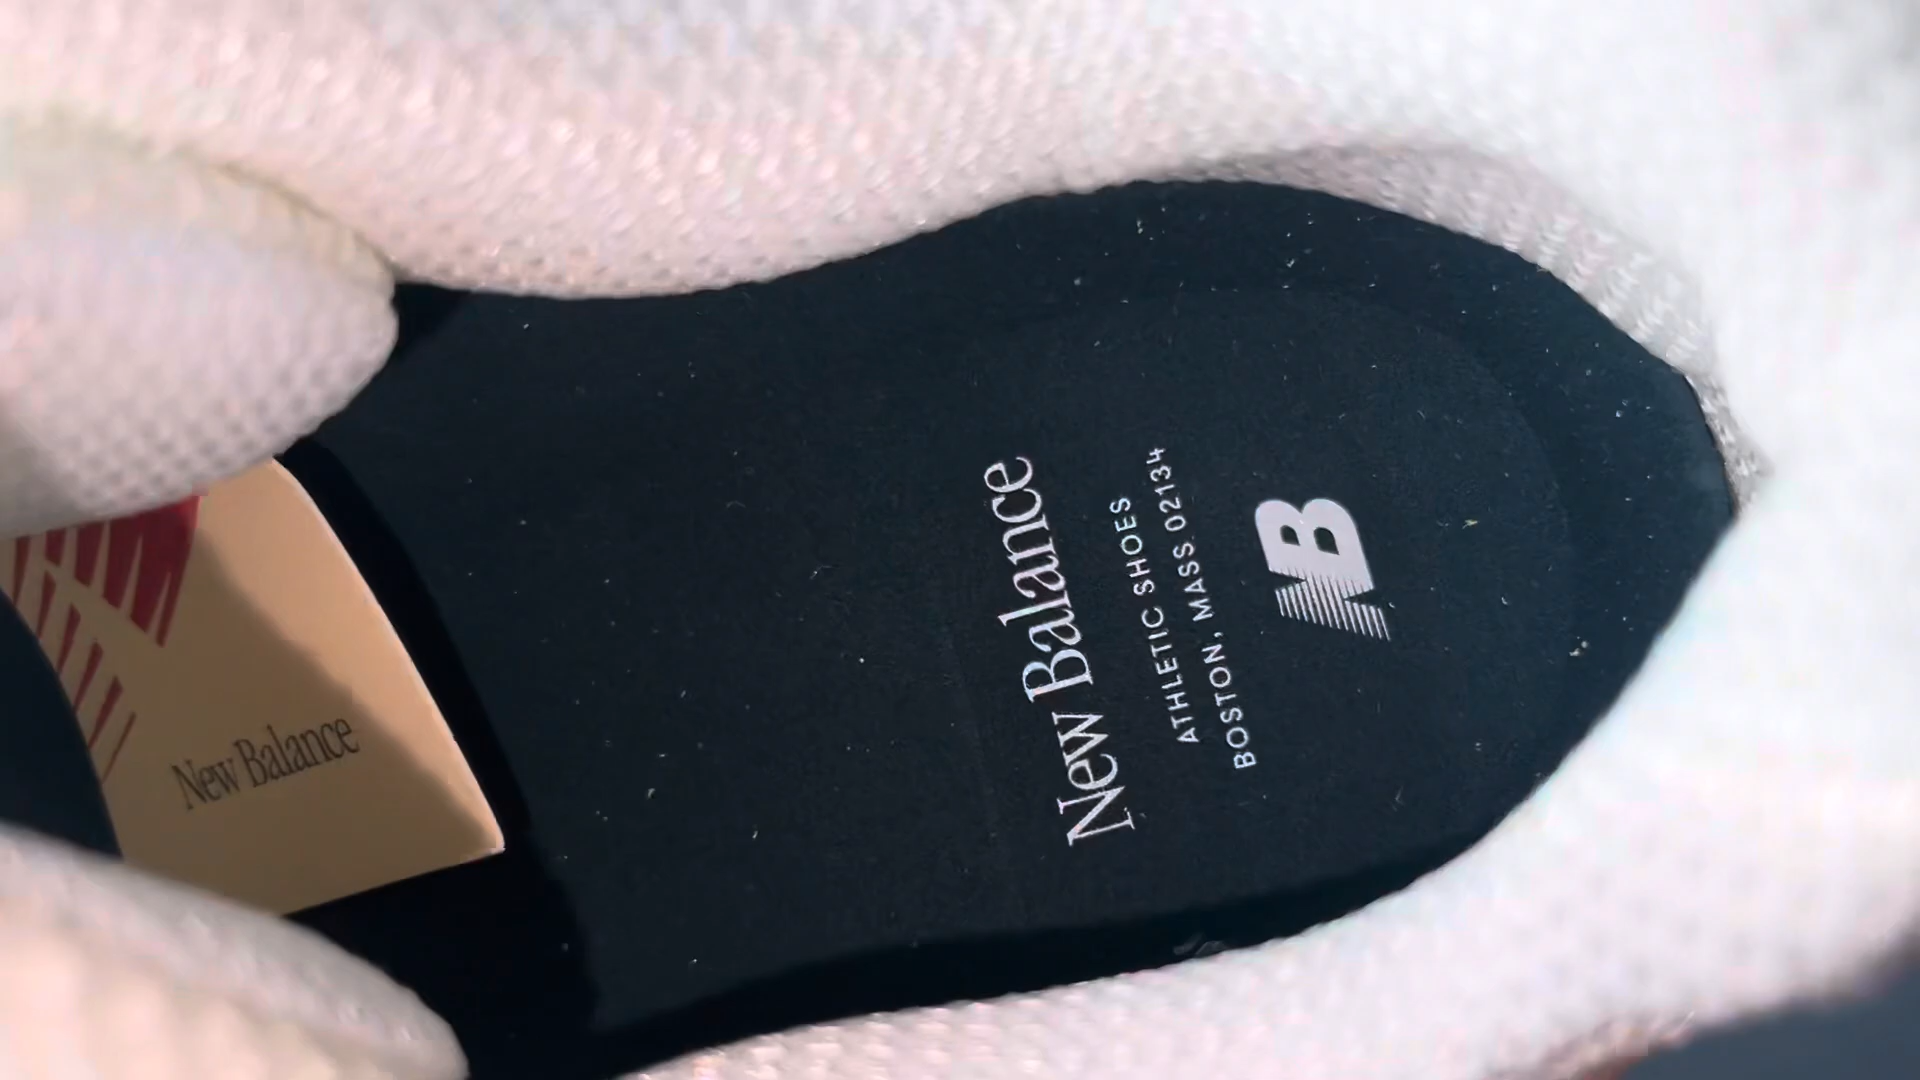 New Balance
ATHLETIC SHOES
BOSTON, MASS. 02134
NB
New Balance